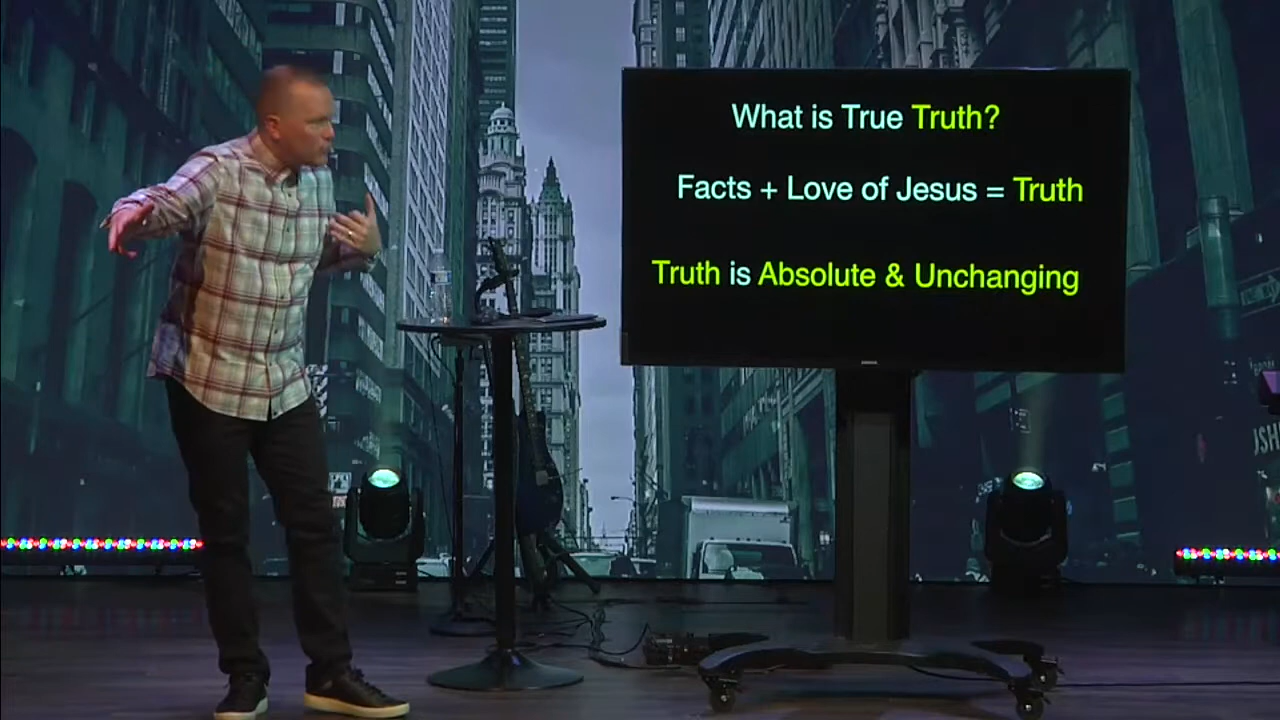 What is True Truth?
Facts + Love of Jesus = Truth
Truth is Absolute & Unchanging